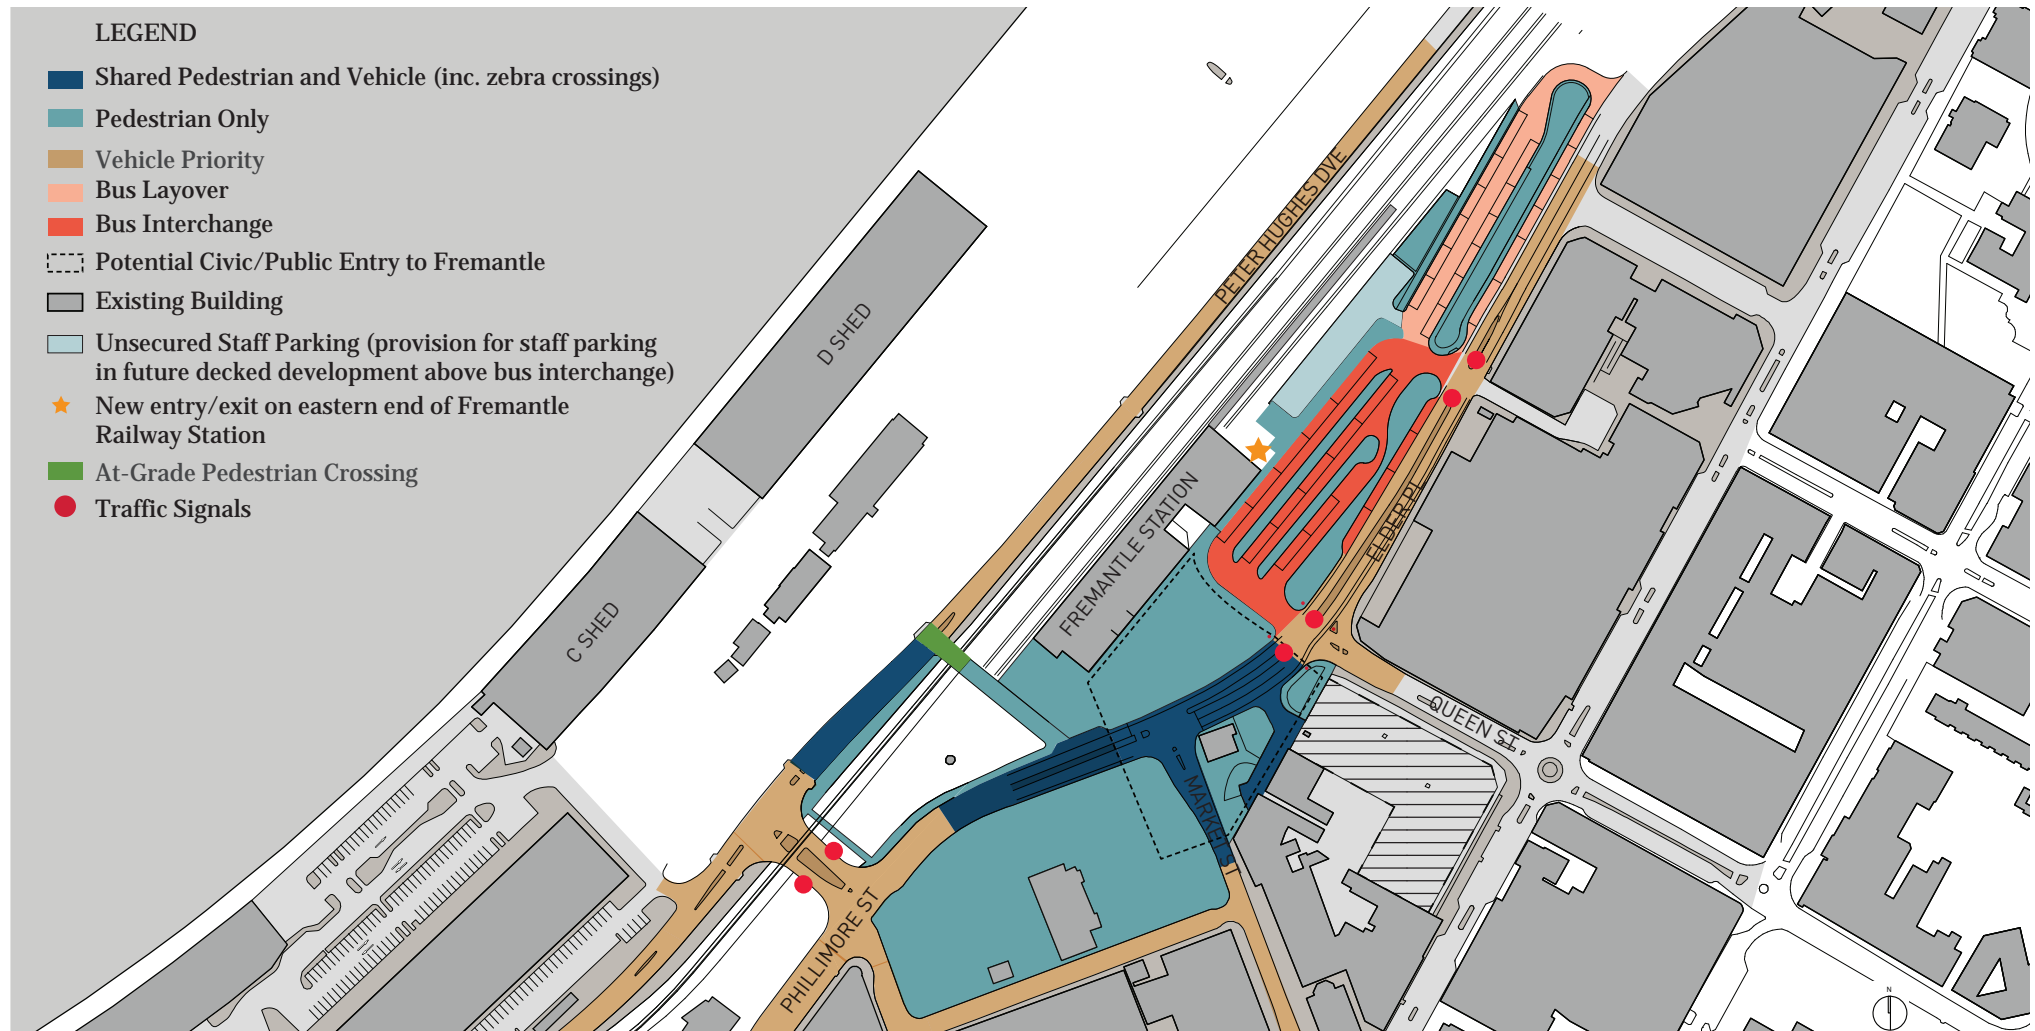 LEGEND
Shared Pedestrian and Vehicle (inc. zebra crossings)
Pedestrian Only
Vehicle Priority
Bus Layover
Bus Interchange
Potential Civic/Public Entry to Fremantle
Existing Building
Unsecured Staff Parking (provision for staff parking
in future decked development above bus interchange)
New entry/exit on eastern end of Fremantle
Railway Station
At-Grade Pedestrian Crossing
Traffic Signals
PETER HUGHES DVE
D SHED
FREMANTLE STATION
ELDER PL
C SHED
QUEEN ST
MARKET ST
PHILLIMORE ST
N